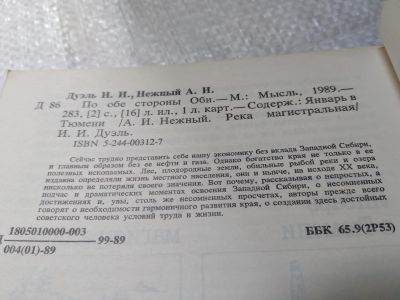 Дуэль И. И., Нежный А. И.
Д 86 По обе стороны Оби.— М.: Мысль, 1989.—
283, [2] с., [16] л. ил., 1 л. карт.— Содерж.: Январь в
Тюмени /А. И. Нежный. Река магистральная/
И. И. Дуэль.
ISBN 5-244-00312-7
Сейчас трудно представить себе нашу экономику без вклада Западной Сибири,
и главным образом без ее нефти и газа. Однако богатство края не только в ее
полезных ископаемых. Лес, плодородные земли, обильные рыбой реки и озера
издавна определяли жизнь местного населения, они и нынче, на исходе XX века,
нисколько не потеряли своего значения. Вот почему, рассказывая о непростых, а
подчас и драматических моментах освоения Западной Сибири, о несомненных
достижениях и, увы, столь же несомненных просчетах, авторы прежде всего
говорят о необходимости гармоничного развития края, о создании здесь достойных
советского человека условий труда и жизни.
Д 1805010000-003 99-89
004(01)-89
ББК 65.9(2Р53)